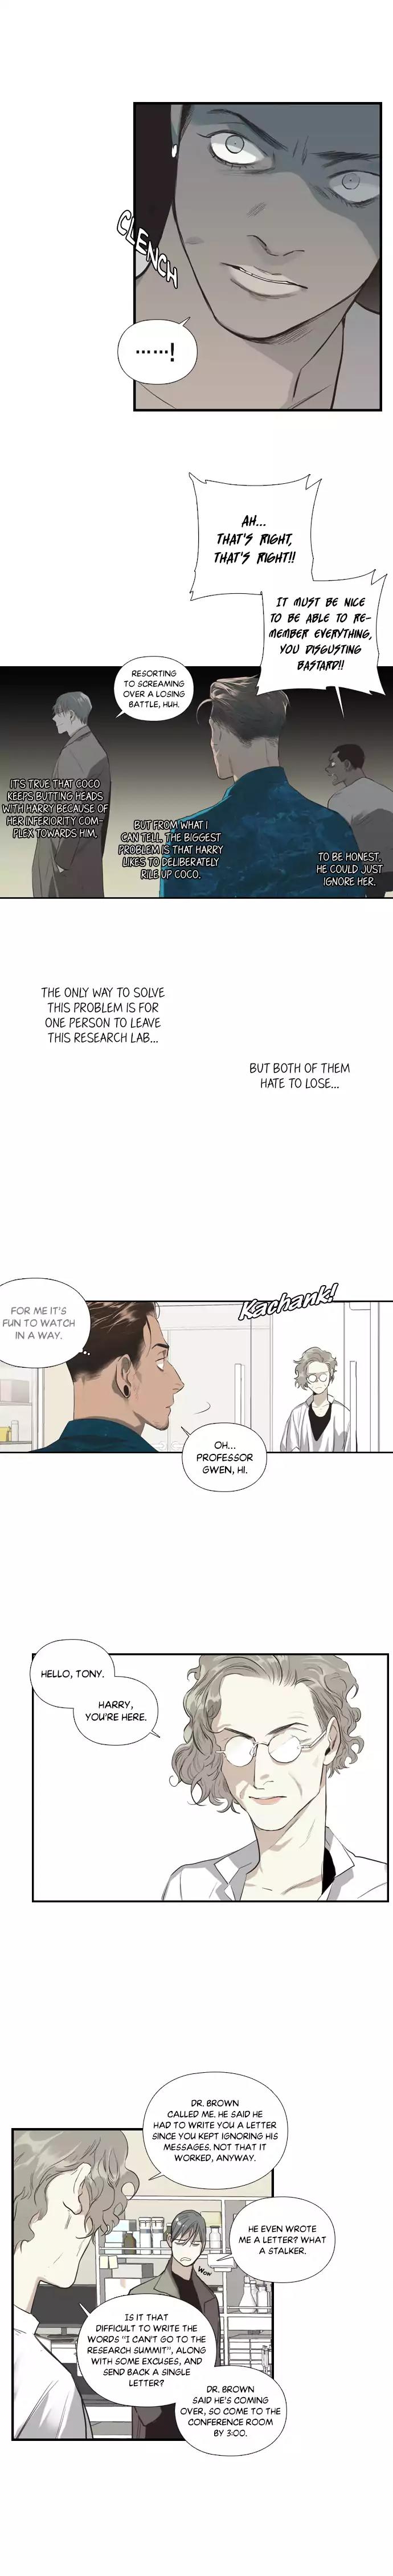 CLENCH
......!
AH...
THAT'S RIGHT,
THAT'S RIGHT!!
IT MUST BE NICE
TO BE ABLE TO RE-
MEMBER EVERYTHING,
YOU DISGUSTING
BASTARD!!
RESORTING
TO SCREAMING
OVER A LOSING
BATTLE, HUH.
IT'S TRUE THAT COCO
KEEPS BUTTING HEADS
WITH HARRY BECAUSE OF
HER INFERIORITY COM-
PLEX TOWARDS HIM,
BUT FROM WHAT I
CAN TELL, THE BIGGEST
PROBLEM IS THAT HARRY
LIKES TO DELIBERATELY
RILE UP COCO.
TO BE HONEST,
HE COULD JUST
IGNORE HER.
THE ONLY WAY TO SOLVE
THIS PROBLEM IS FOR
ONE PERSON TO LEAVE
THIS RESEARCH LAB...
BUT BOTH OF THEM
HATE TO LOSE...
FOR ME IT'S
FUN TO WATCH
IN A WAY.
Kachank!
...
OH...
PROFESSOR
GWEN, HI.
HELLO, TONY.
HARRY,
YOU'RE HERE.
DR. BROWN
CALLED ME. HE SAID HE
HAD TO WRITE YOU A LETTER
SINCE YOU KEPT IGNORING HIS
MESSAGES. NOT THAT IT
WORKED, ANYWAY.
HE EVEN WROTE
ME A LETTER? WHAT
A STALKER.
WOW
IS IT THAT
DIFFICULT TO WRITE THE
WORDS "I CAN'T GO TO THE
RESEARCH SUMMIT", ALONG
WITH SOME EXCUSES, AND
SEND BACK A SINGLE
LETTER?
DR. BROWN
SAID HE'S COMING
OVER, SO COME TO THE
CONFERENCE ROOM
BY 3:00.